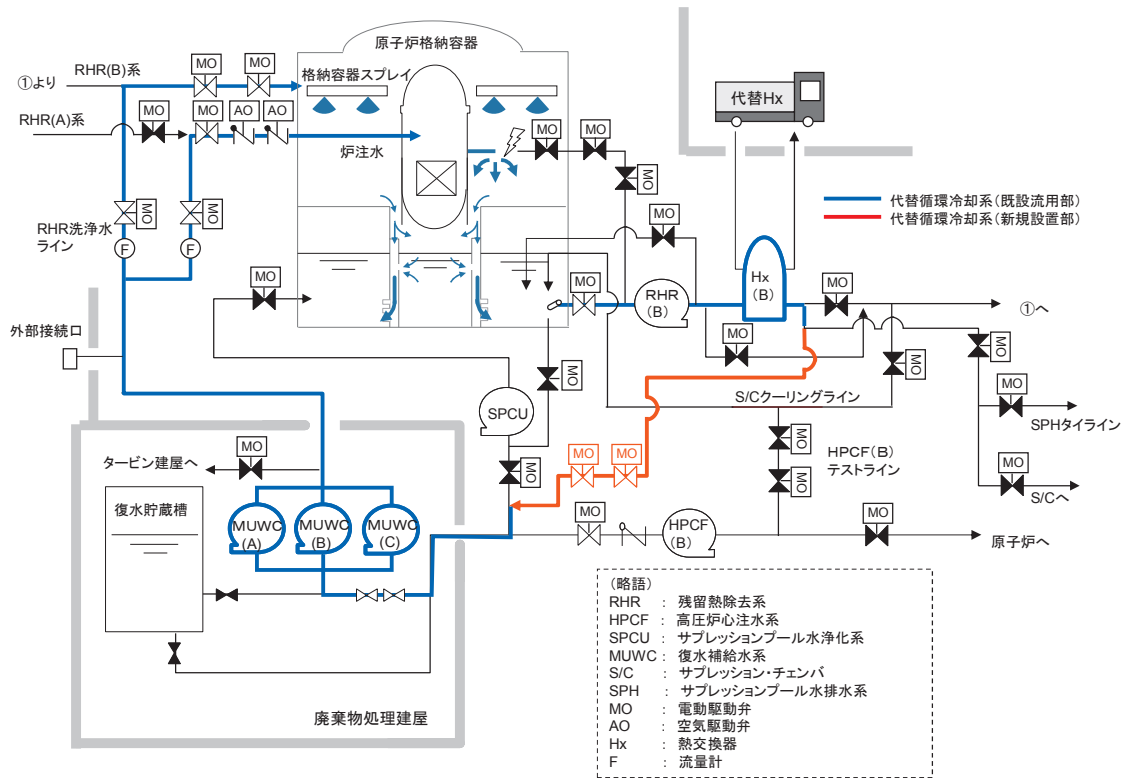 原子炉格納容器
①より
RHR(B)系
MO
MO
格納容器スプレイ
RHR(A)系
MO
MO
AO
AO
炉注水
代替Hx
MO
MO
MO
代替循環冷却系(既設流用部)
代替循環冷却系(新規設置部)
MO
MO
RHR洗浄水
ライン
F
F
MO
MO
MO
RHR
(B)
Hx
(B)
MO
①へ
外部接続口
MO
MO
MO
MO
SPCU
S/Cクーリングライン
MO
SPHタイライン
MO
MO
MO
HPCF(B)
テストライン
MO
タービン建屋へ
MO
MO
MO
S/Cへ
復水貯蔵槽
MUWC
(A)
MUWC
(B)
MUWC
(C)
MO
HPCF
(B)
MO
原子炉へ
廃棄物処理建屋
(略語)
RHR : 残留熱除去系
HPCF : 高圧炉心注水系
SPCU : サプレッションプール水浄化系
MUWC : 復水補給水系
S/C : サプレッション・チェンバ
SPH : サプレッションプール水排水系
MO : 電動駆動弁
AO : 空気駆動弁
Hx : 熱交換器
F : 流量計